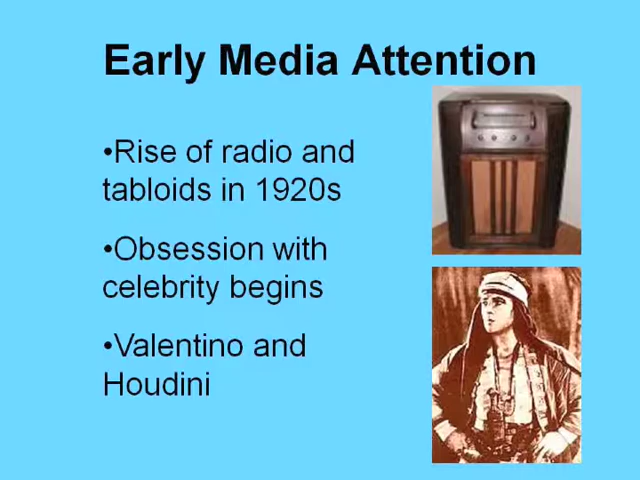 Early Media Attention
•Rise of radio and
tabloids in 1920s
•Obsession with
celebrity begins
•Valentino and
Houdini